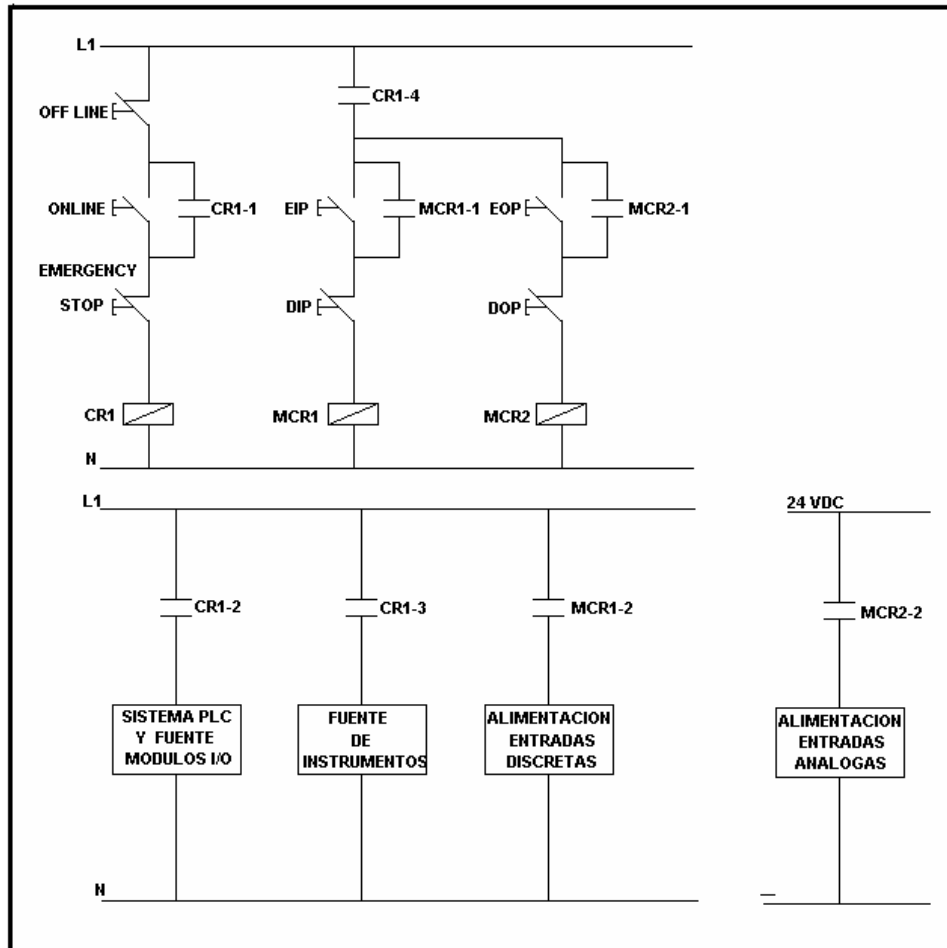 L1
CR1-4
OFF LINE
ONLINE
CR1-1
EIP
MCR1-1
EOP
MCR2-1
EMERGENCY
STOP
DIP
DOP
CR1
MCR1
MCR2
N
L1
24 VDC
CR1-2
CR1-3
MCR1-2
MCR2-2
SISTEMA PLC
Y FUENTE
MODULOS I/O
FUENTE
DE
INSTRUMENTOS
ALIMENTACION
ENTRADAS
DISCRETAS
ALIMENTACION
ENTRADAS
ANALOGAS
N